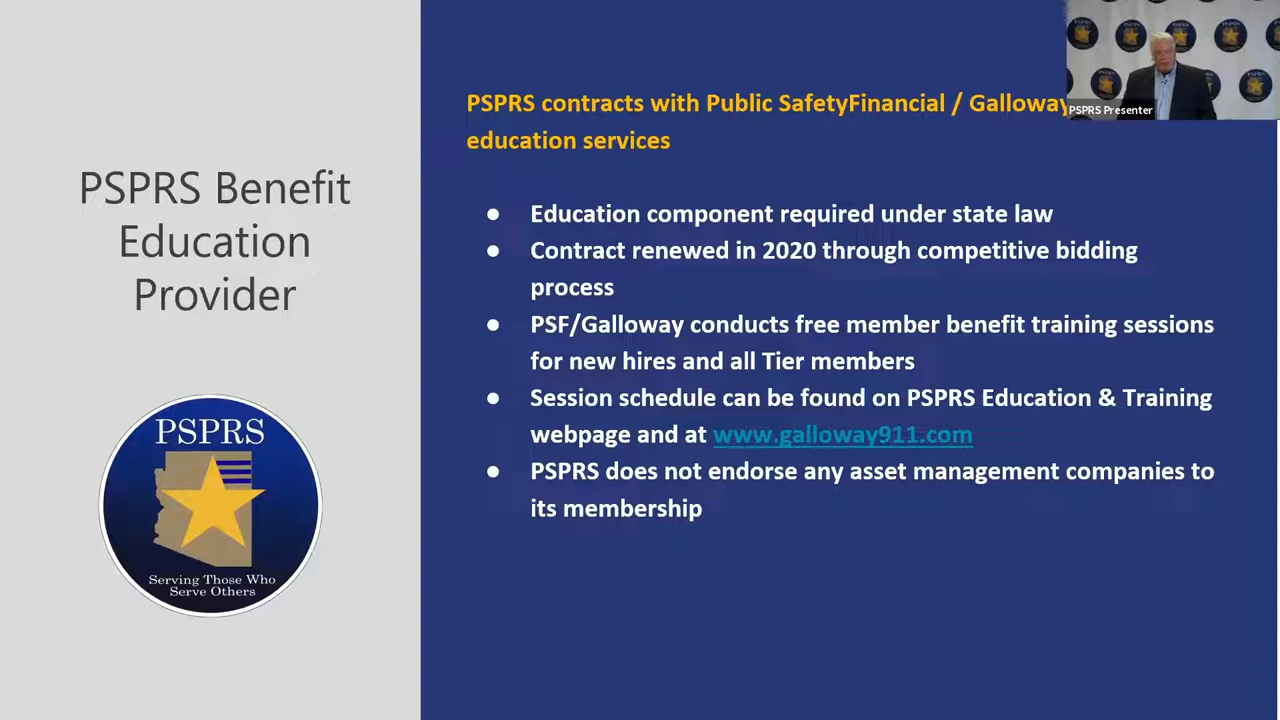 PSPRS Benefit
Education
Provider
PSPRS
Serving Those Who
Serve Others
PSPRS contracts with Public SafetyFinancial / Galloway
education services
● Education component required under state law
● Contract renewed in 2020 through competitive bidding
process
● PSF/Galloway conducts free member benefit training sessions
for new hires and all Tier members
● Session schedule can be found on PSPRS Education & Training
webpage and at www.galloway911.com
● PSPRS does not endorse any asset management companies to
its membership
PSPRS Presenter